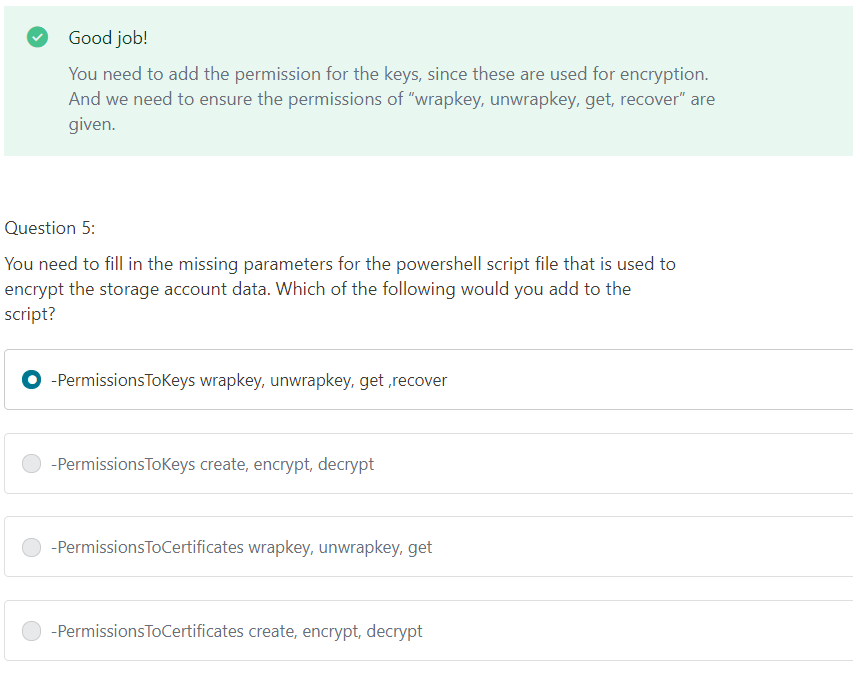 Good job!
You need to add the permission for the keys, since these are used for encryption.
And we need to ensure the permissions of “wrapkey, unwrapkey, get, recover” are
given.
Question 5:
You need to fill in the missing parameters for the powershell script file that is used to
encrypt the storage account data. Which of the following would you add to the
script?
-PermissionsToKeys wrapkey, unwrapkey, get ,recover
-PermissionsToKeys create, encrypt, decrypt
-PermissionsToCertificates wrapkey, unwrapkey, get
-PermissionsToCertificates create, encrypt, decrypt